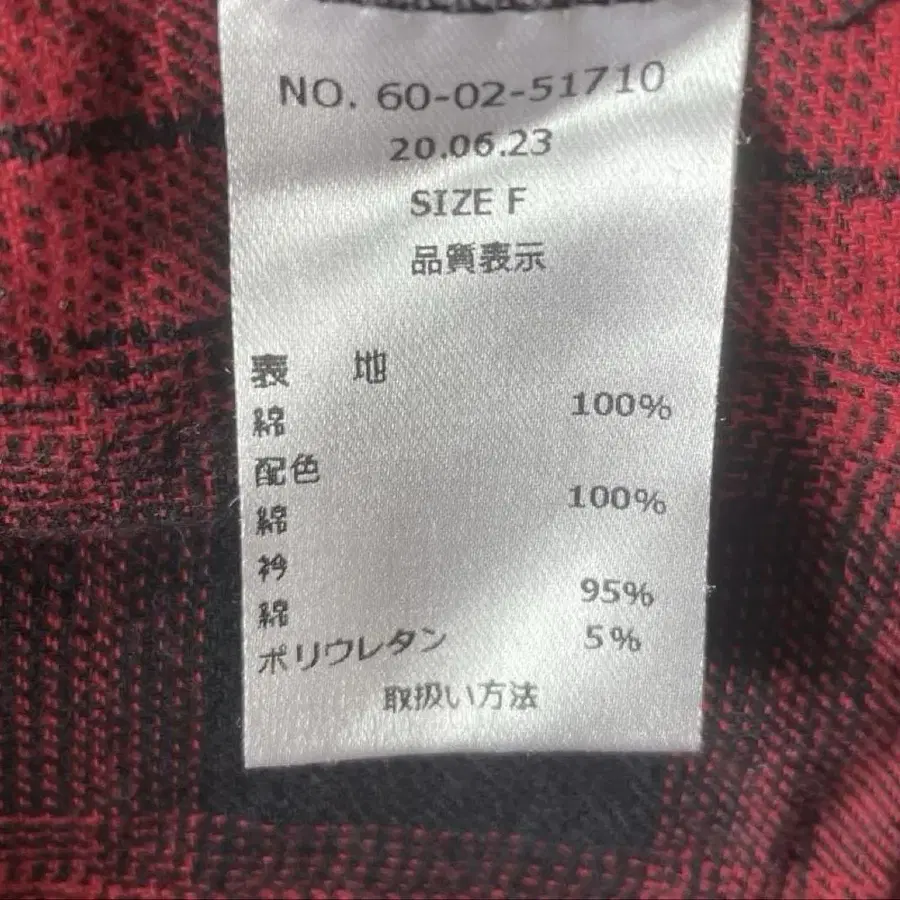 NO. 60-02-51710
20.06.23
SIZE F
品質表示
表 地
綿 100%
配色
綿 100%
衿
綿 95%
ポリウレタン 5%
取扱い方法